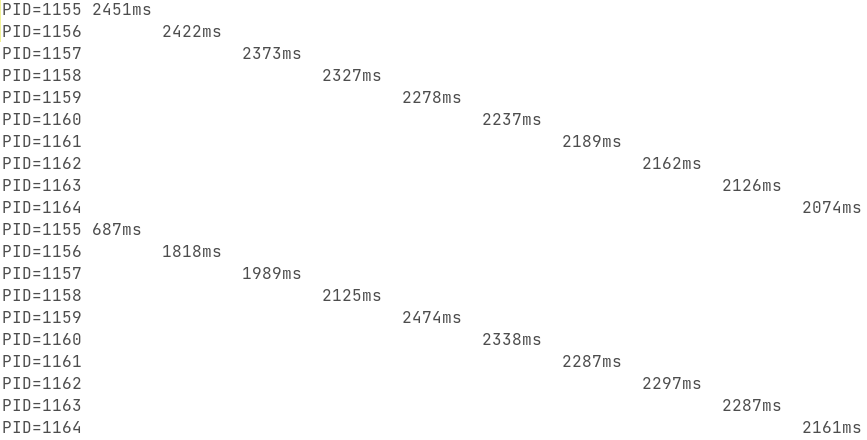 PID=1155 2451ms
PID=1156        2422ms
PID=1157                2373ms
PID=1158                        2327ms
PID=1159                                2278ms
PID=1160                                        2237ms
PID=1161                                                2189ms
PID=1162                                                        2162ms
PID=1163                                                                2126ms
PID=1164                                                                        2074ms
PID=1155 687ms
PID=1156        1818ms
PID=1157                1989ms
PID=1158                        2125ms
PID=1159                                2474ms
PID=1160                                        2338ms
PID=1161                                                2287ms
PID=1162                                                        2297ms
PID=1163                                                                2287ms
PID=1164                                                                        2161ms